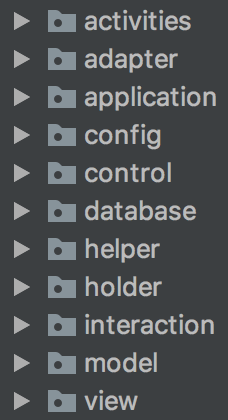 activities
adapter
application
config
control
database
helper
holder
interaction
model
view